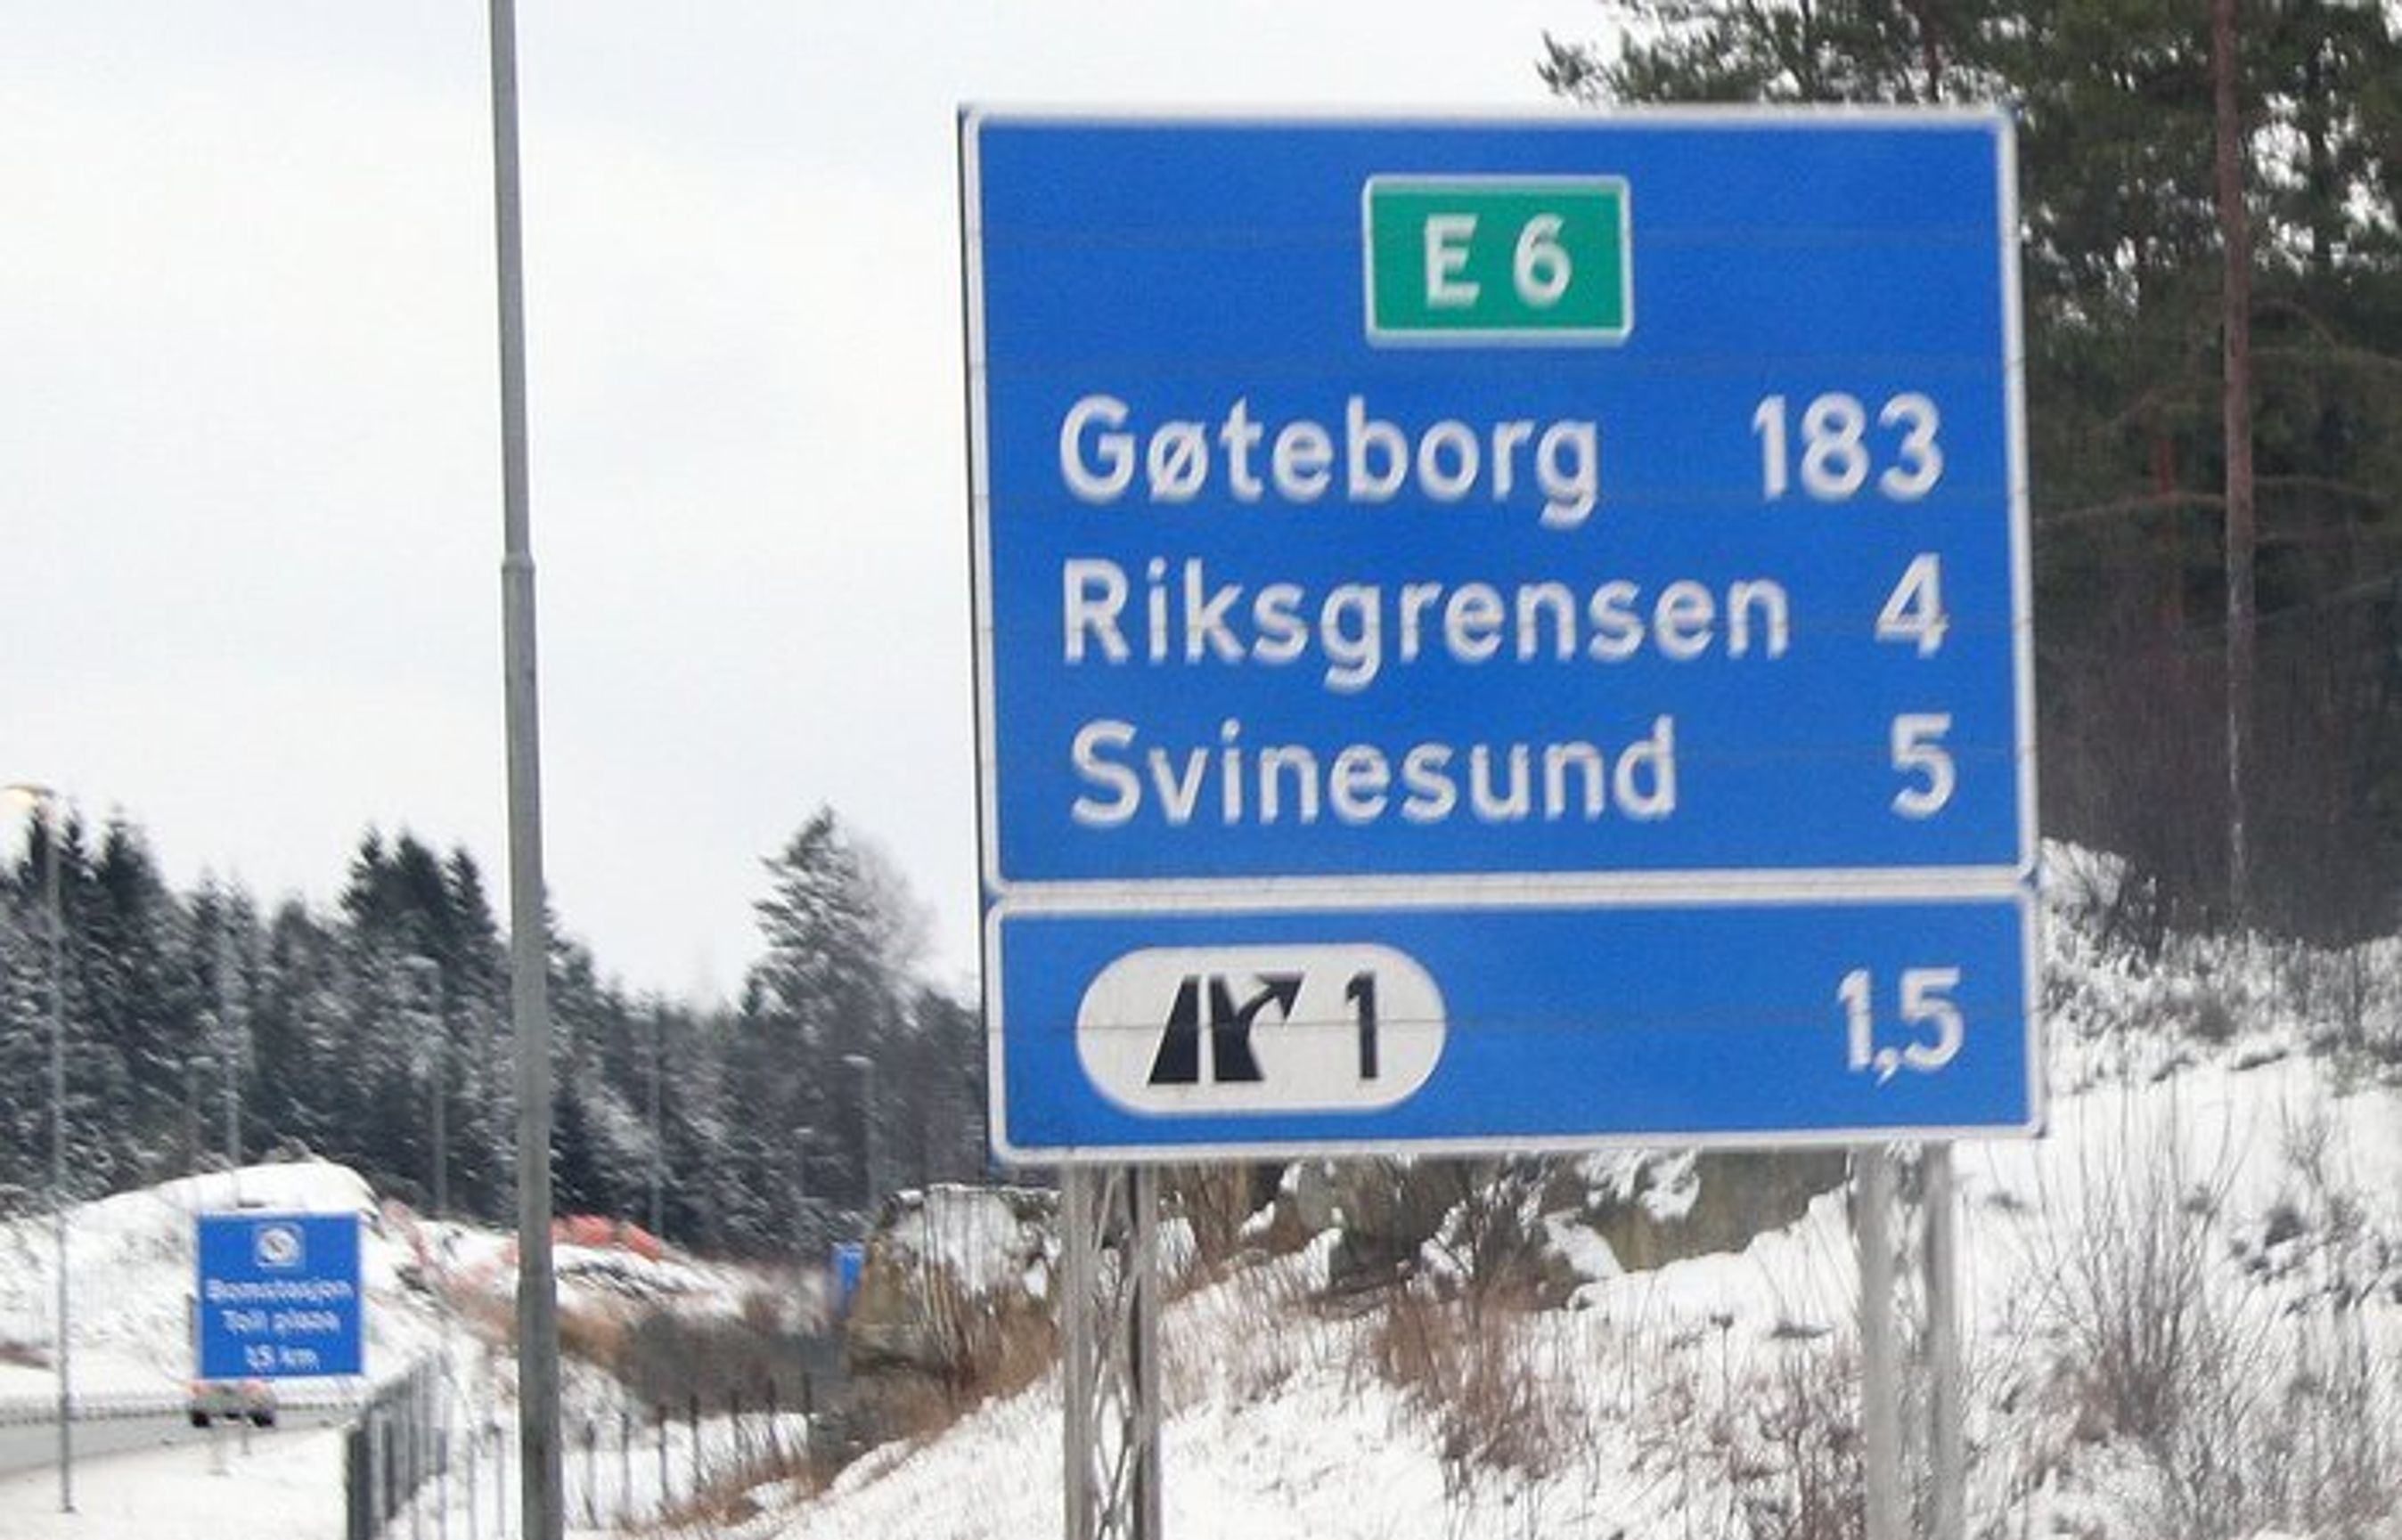 E 6
Gøteborg 183
Riksgrensen 4
Svinesund 5
1 1,5
Bomstasjon
Toll plaza
1,5 km